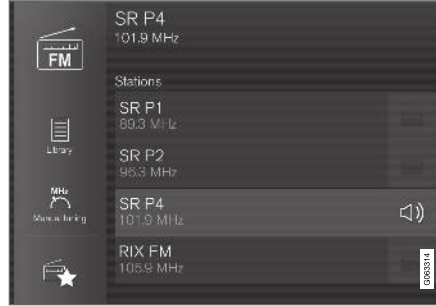 SR P4
101.9 MHz
FM
Stations
SR P1
89.3 MHz
Library
SR P2
96.3 MHz
MHz
Manual tuning
SR P4
101.9 MHz
RIX FM
105.9 MHz
G063314